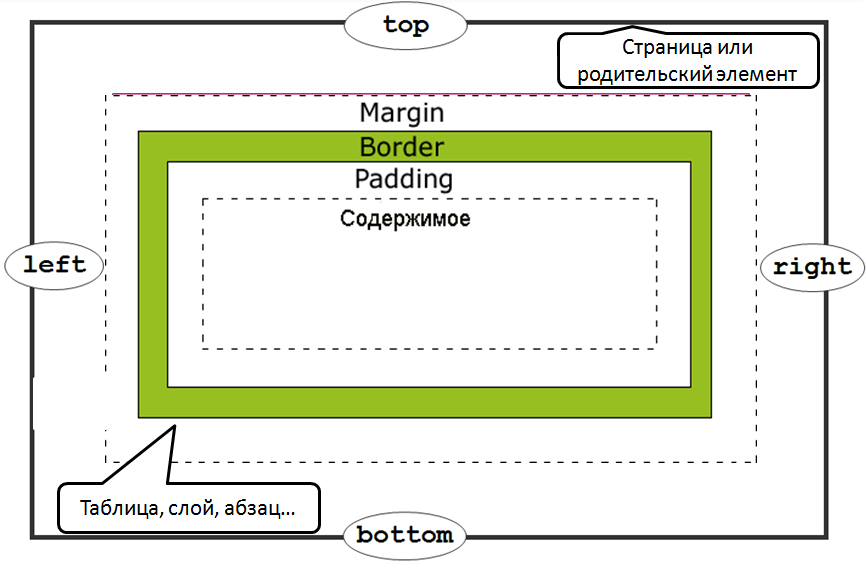 top
Страница или
родительский элемент
Margin
Border
Padding
Содержимое
left
right
Таблица, слой, абзац...
bottom